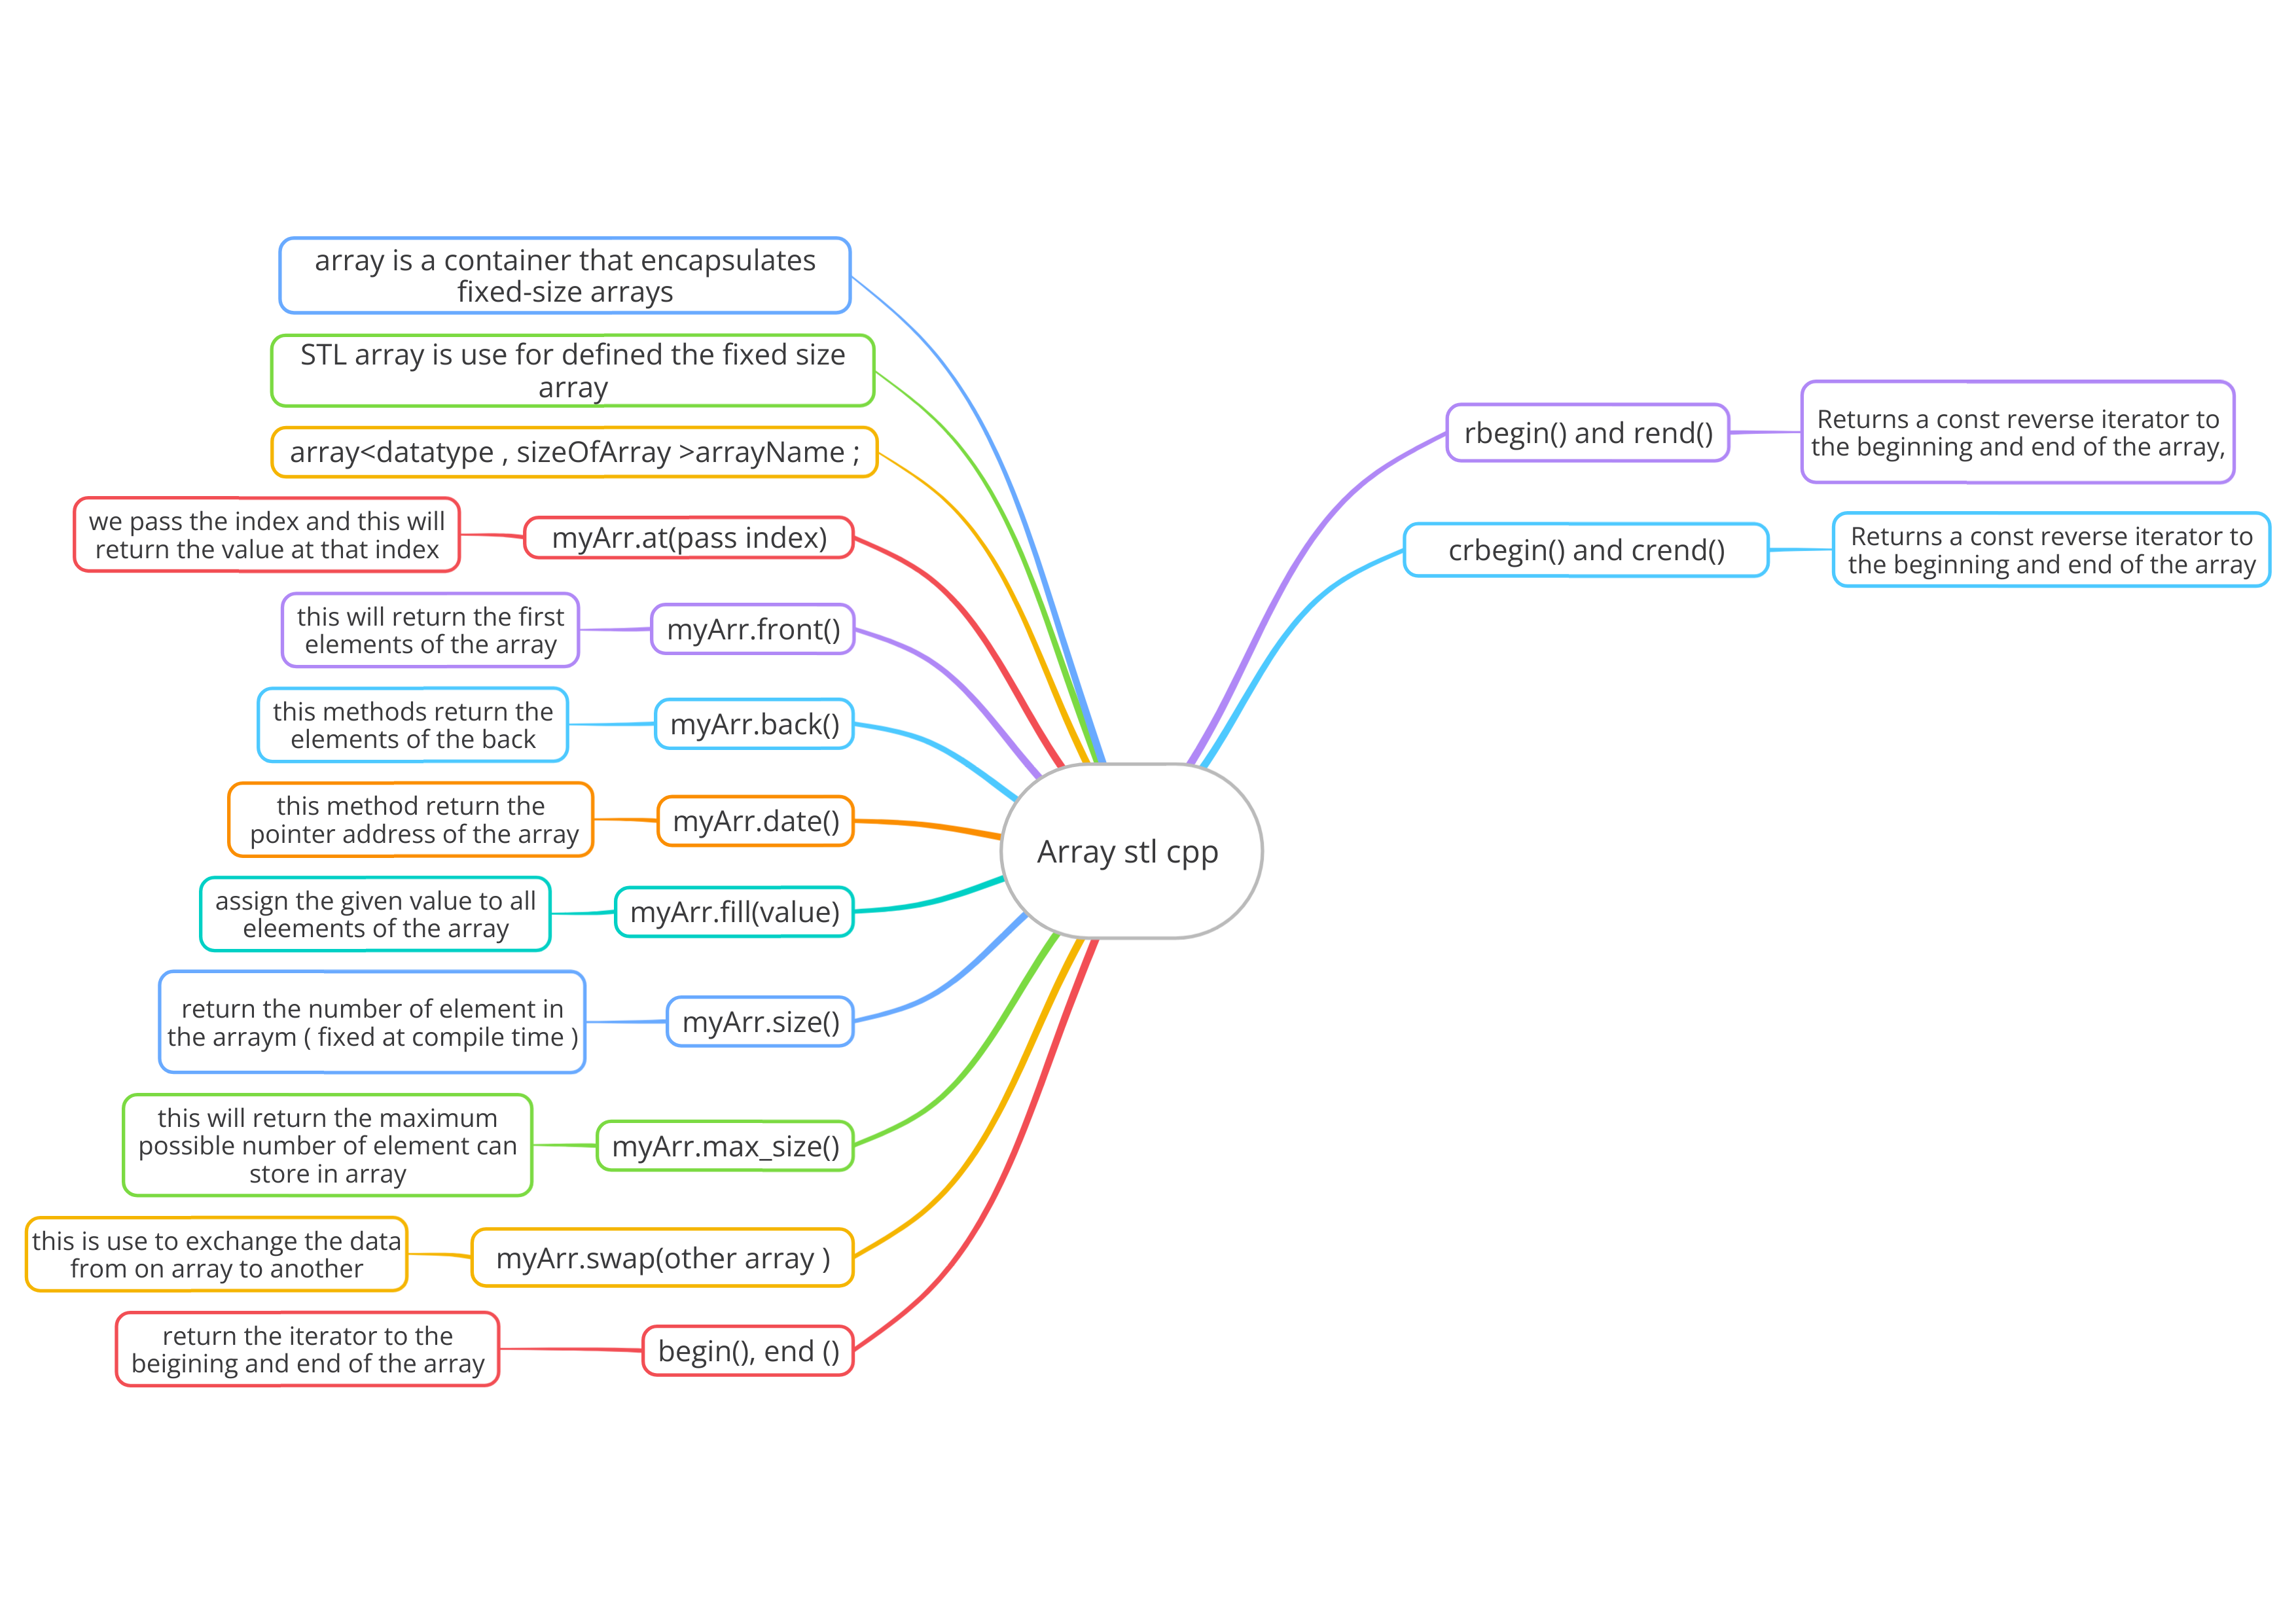 array is a container that encapsulates
fixed-size arrays
STL array is use for defined the fixed size
array
array<datatype , sizeOfArray >arrayName ;
myArr.at(pass index)
we pass the index and this will
return the value at that index
myArr.front()
this will return the first
elements of the array
myArr.back()
this methods return the
elements of the back
myArr.date()
this method return the
pointer address of the array
myArr.fill(value)
assign the given value to all
eleements of the array
myArr.size()
return the number of element in
the arraym ( fixed at compile time )
myArr.max_size()
this will return the maximum
possible number of element can
store in array
myArr.swap(other array )
this is use to exchange the data
from on array to another
begin(), end ()
return the iterator to the
beigining and end of the array
Array stl cpp
rbegin() and rend()
Returns a const reverse iterator to
the beginning and end of the array,
crbegin() and crend()
Returns a const reverse iterator to
the beginning and end of the array